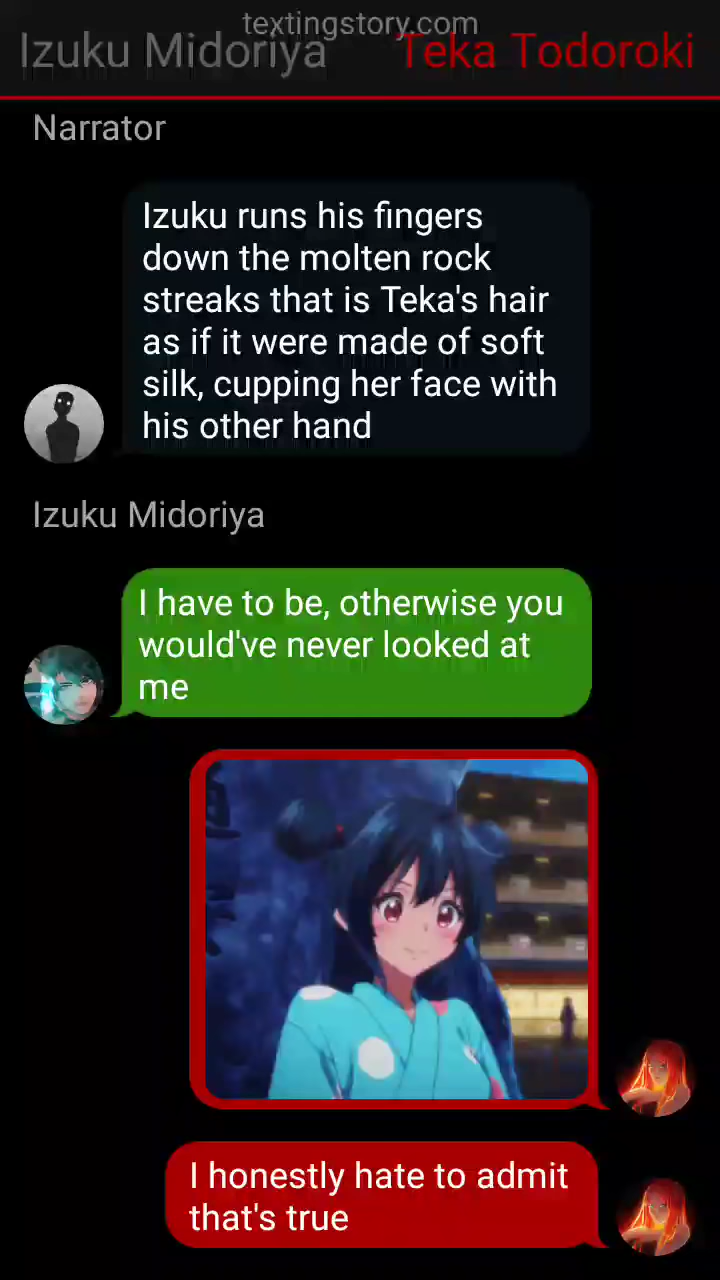 textingstory.com
Izuku Midoriya
Teka Todoroki
Narrator
Izuku runs his fingers
down the molten rock
streaks that is Teka's hair
as if it were made of soft
silk, cupping her face with
his other hand
Izuku Midoriya
I have to be, otherwise you
would've never looked at
me
I honestly hate to admit
that's true